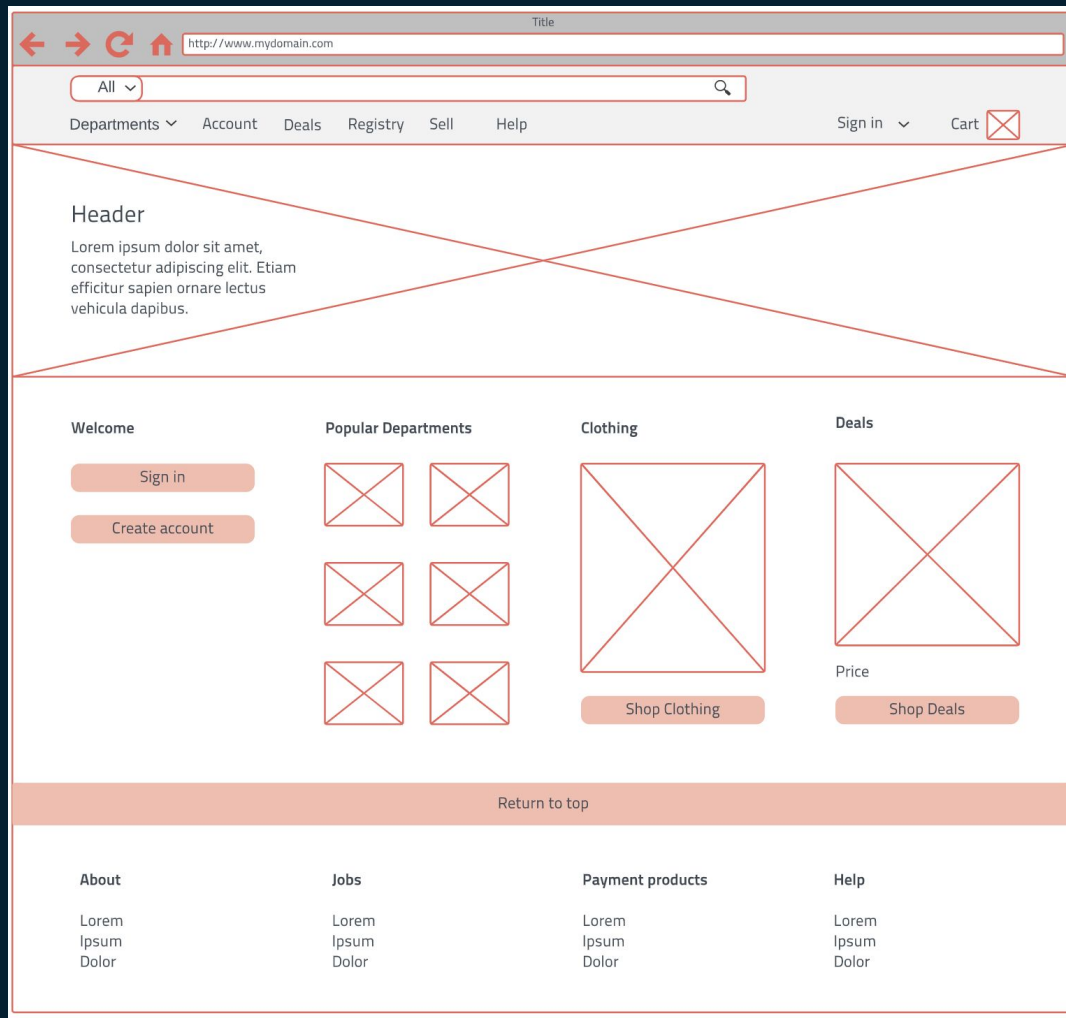 Title
http://www.mydomain.com
All
Departments Account Deals Registry Sell Help Sign in Cart
Header
Lorem ipsum dolor sit amet,
consectetur adipiscing elit. Etiam
efficitur sapien ornare lectus
vehicula dapibus.
Welcome
Sign in
Create account
Popular Departments
Clothing
Shop Clothing
Deals
Price
Shop Deals
Return to top
About
Lorem
Ipsum
Dolor
Jobs
Lorem
Ipsum
Dolor
Payment products
Lorem
Ipsum
Dolor
Help
Lorem
Ipsum
Dolor